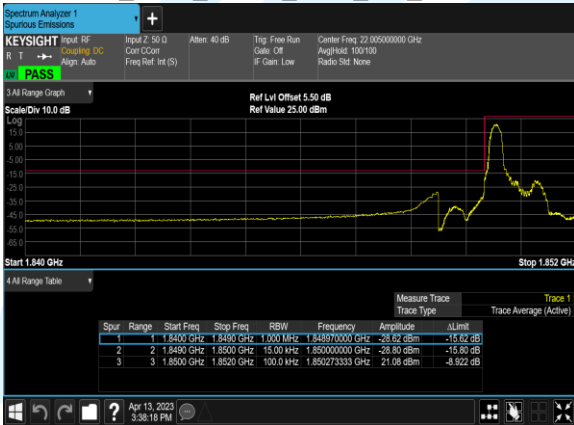 Spectrum Analyzer 1
Spurious Emissions
+
KEYSIGHT Input: RF Input Z: 50 Ω Atten: 40 dB Trig: Free Run Center Freq: 22.005000000 GHz
R T Coupling: DC Corr CCorr Gate: Off Avg|Hold: 100/100
Align: Auto Freq Ref: Int (S) IF Gain: Low Radio Std: None
PASS
3 All Range Graph
Ref Lvl Offset 5.50 dB
Scale/Div 10.0 dB Ref Value 25.00 dBm
Log
15.0
5.00
-5.00
-15.0
-25.0
-35.0
-45.0
-55.0
-65.0
Start 1.840 GHz Stop 1.852 GHz
4 All Range Table
Measure Trace Trace 1
Trace Type Trace Average (Active)
Spur Range Start Freq Stop Freq RBW Frequency Amplitude ΔLimit
1 1 1.8400 GHz 1.8490 GHz 1.000 MHz 1.848970000 GHz -28.62 dBm -15.62 dB
2 2 1.8490 GHz 1.8500 GHz 15.00 kHz 1.850000000 GHz -28.80 dBm -15.80 dB
3 3 1.8500 GHz 1.8520 GHz 100.0 kHz 1.850273333 GHz 21.08 dBm -8.922 dB
? Apr 13, 2023
3:38:18 PM